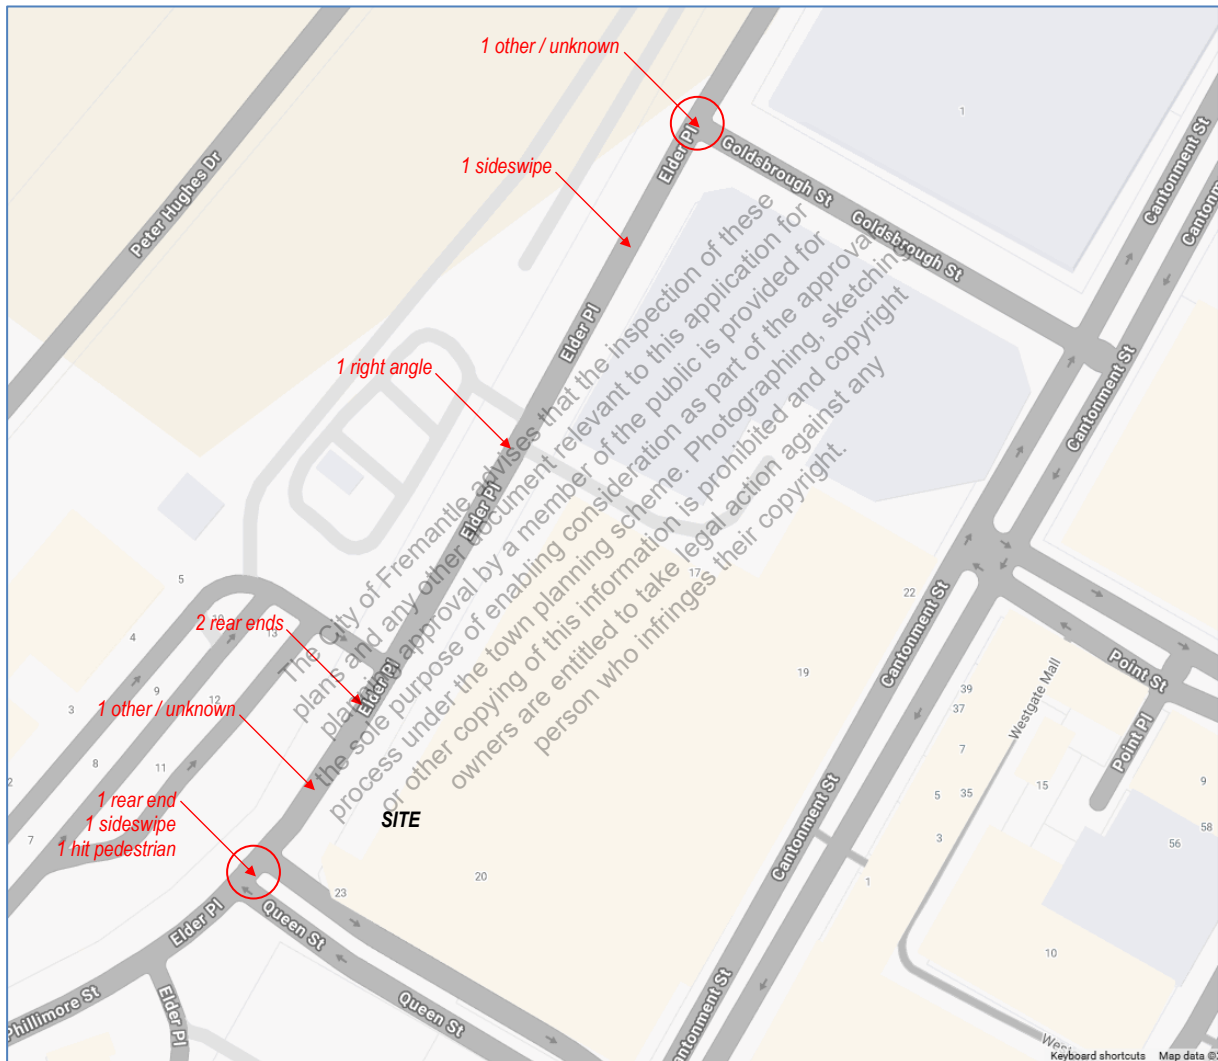 1 other / unknown
1 sideswipe
1 right angle
2 rear ends
1 other / unknown
1 rear end
1 sideswipe
1 hit pedestrian
SITE
The City of Fremantle advises that the inspection of these
plans and any other document relevant to this application for
planning approval by a member of the public is provided for
the sole purpose of enabling consideration as part of the approval
process under the town planning scheme. Photographing, sketching
or other copying of this information is prohibited and copyright
owners are entitled to take legal action against any
person who infringes their copyright.
Peter Hughes Dr
Elder Pl
Goldsbrough St
Goldsbrough St
Cantonment St
Cantonm
1
Elder Pl
Cantonment St
Elder Pl
17
22
Cantonment St
5
4
10
13
3
9
12
8
11
7
2
Elder Pl
19
Point St
Westgate Mall
Point Pl
39
37
7
5
35
15
3
9
58
56
Cantonment St
1
10
20
23
Elder Pl
Queen St
Queen St
Phillimore St
Elder Pl
Cantonment St
West
Keyboard shortcuts
Map data ©